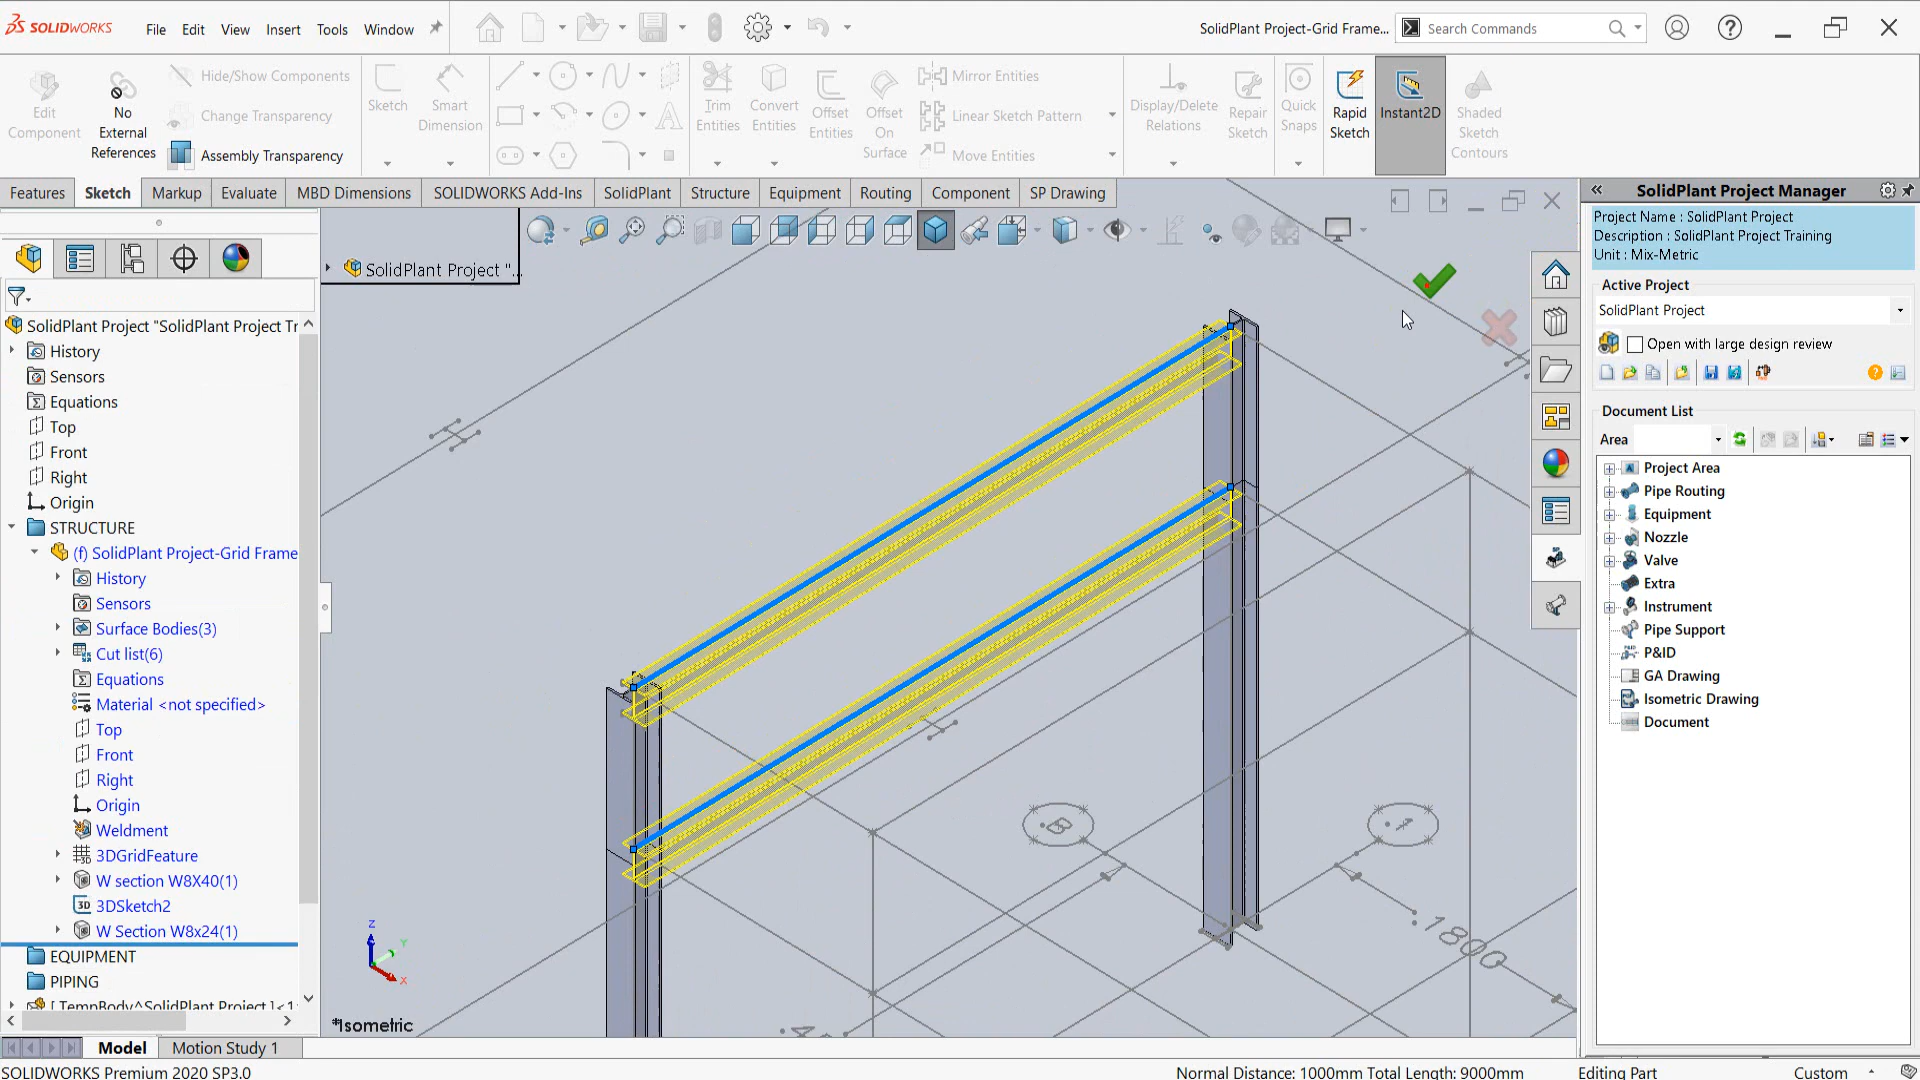 SOLIDWORKS
File Edit View Insert Tools Window
SolidPlant Project-Grid Frame...
Search Commands
Edit Component
No External References
Hide/Show Components
Change Transparency
Assembly Transparency
Sketch
Smart Dimension
Trim Entities
Convert Entities
Offset Entities
Offset On Surface
Mirror Entities
Linear Sketch Pattern
Move Entities
Display/Delete Relations
Repair Sketch
Quick Snaps
Rapid Sketch
Instant2D
Shaded Sketch Contours
Features Sketch Markup Evaluate MBD Dimensions SOLIDWORKS Add-Ins SolidPlant Structure Equipment Routing Component SP Drawing
SolidPlant Project "...
SolidPlant Project "SolidPlant Project Tr
History
Sensors
Equations
Top
Front
Right
Origin
STRUCTURE
(f) SolidPlant Project-Grid Frame
History
Sensors
Surface Bodies(3)
Cut list(6)
Equations
Material <not specified>
Top
Front
Right
Origin
Weldment
3DGridFeature
W section W8X40(1)
3DSketch2
W Section W8x24(1)
EQUIPMENT
PIPING
[ TempBody^SolidPlant Project ]<1
B
1
1800
Z
Y
X
*Isometric
SolidPlant Project Manager
Project Name : SolidPlant Project
Description : SolidPlant Project Training
Unit : Mix-Metric
Active Project
SolidPlant Project
Open with large design review
Document List
Area
Project Area
Pipe Routing
Equipment
Nozzle
Valve
Extra
Instrument
Pipe Support
P&ID
GA Drawing
Isometric Drawing
Document
Model Motion Study 1
SOLIDWORKS Premium 2020 SP3.0
Normal Distance: 1000mm Total Length: 9000mm
Editing Part
Custom